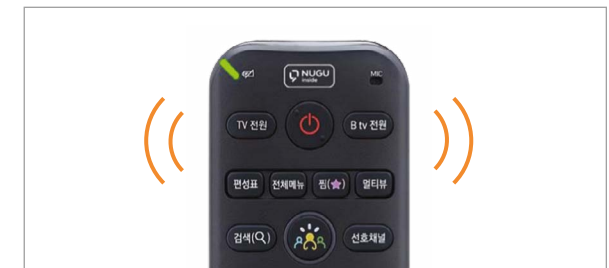 NUGU
inside
MIC
TV 전원
B tv 전원
편성표
전체메뉴
찜(★)
멀티뷰
검색(🔍)
선호채널